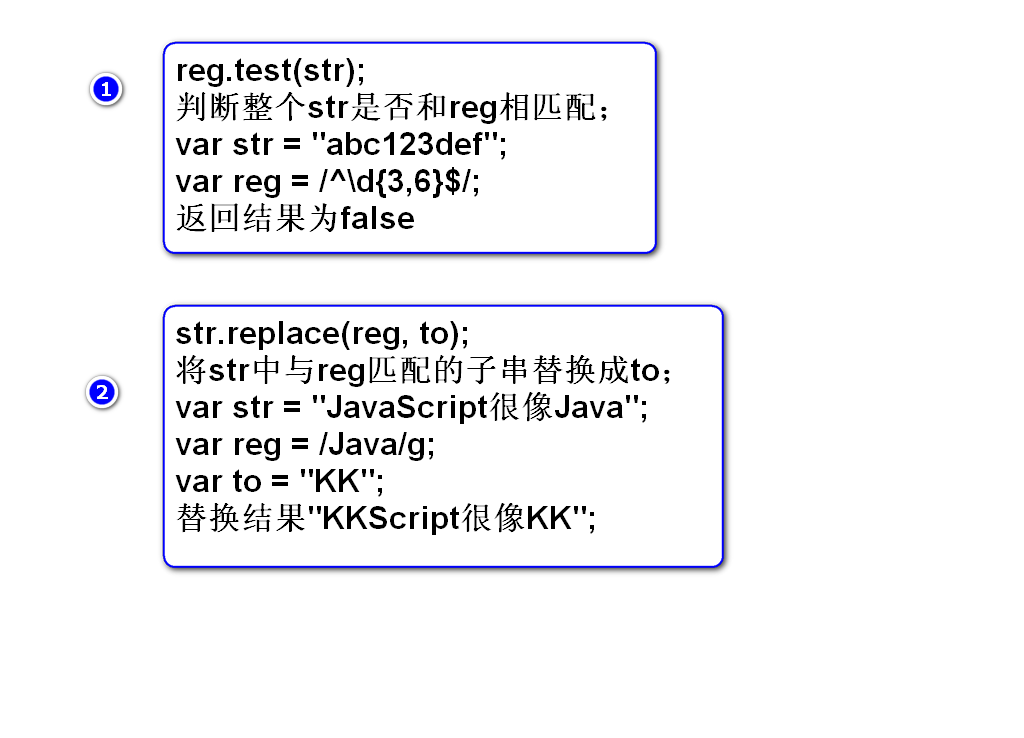 1
reg.test(str);
判断整个str是否和reg相匹配；
var str = "abc123def";
var reg = /^\d{3,6}$/;
返回结果为false
2
str.replace(reg, to);
将str中与reg匹配的子串替换成to；
var str = "JavaScript很像Java";
var reg = /Java/g;
var to = "KK";
替换结果"KKScript很像KK";